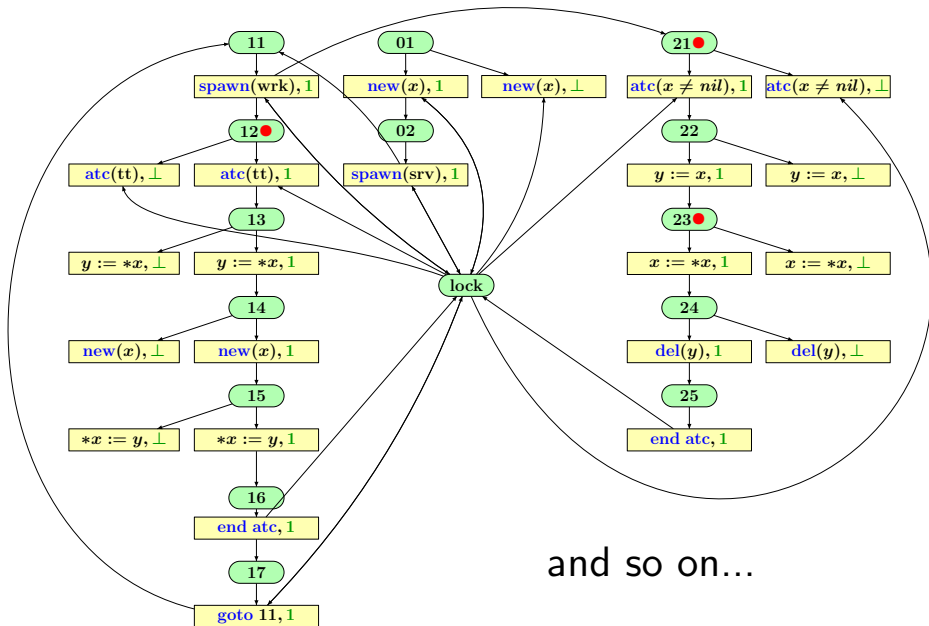 11 01 21
spawn(wrk), 1 new(x), 1 new(x), ⊥ atc(x ≠ nil), 1 atc(x ≠ nil), ⊥
12 02 22
atc(tt), ⊥ atc(tt), 1 spawn(srv), 1 y := x, 1 y := x, ⊥
13 23
y := *x, ⊥ y := *x, 1 x := *x, 1 x := *x, ⊥
lock
14 24
new(x), ⊥ new(x), 1 del(y), 1 del(y), ⊥
15 25
*x := y, ⊥ *x := y, 1 end atc, 1
16
end atc, 1
17
and so on...
goto 11, 1